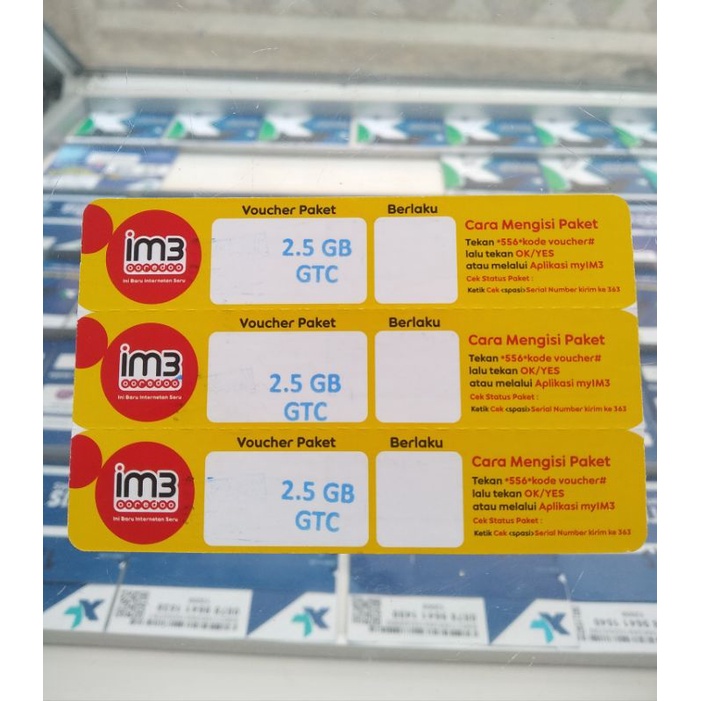 Voucher Paket
Berlaku
im3
ooredoo
Ini Baru Internetan Seru
2.5 GB
GTC
Cara Mengisi Paket
Tekan *556*kode voucher#
lalu tekan OK/YES
atau melalui Aplikasi myIM3
Cek Status Paket :
Ketik Cek <spasi>Serial Number kirim ke 363
Voucher Paket
Berlaku
im3
ooredoo
Ini Baru Internetan Seru
2.5 GB
GTC
Cara Mengisi Paket
Tekan *556*kode voucher#
lalu tekan OK/YES
atau melalui Aplikasi myIM3
Cek Status Paket :
Ketik Cek <spasi>Serial Number kirim ke 363
Voucher Paket
Berlaku
im3
ooredoo
Ini Baru Internetan Seru
2.5 GB
GTC
Cara Mengisi Paket
Tekan *556*kode voucher#
lalu tekan OK/YES
atau melalui Aplikasi myIM3
Cek Status Paket :
Ketik Cek <spasi>Serial Number kirim ke 363